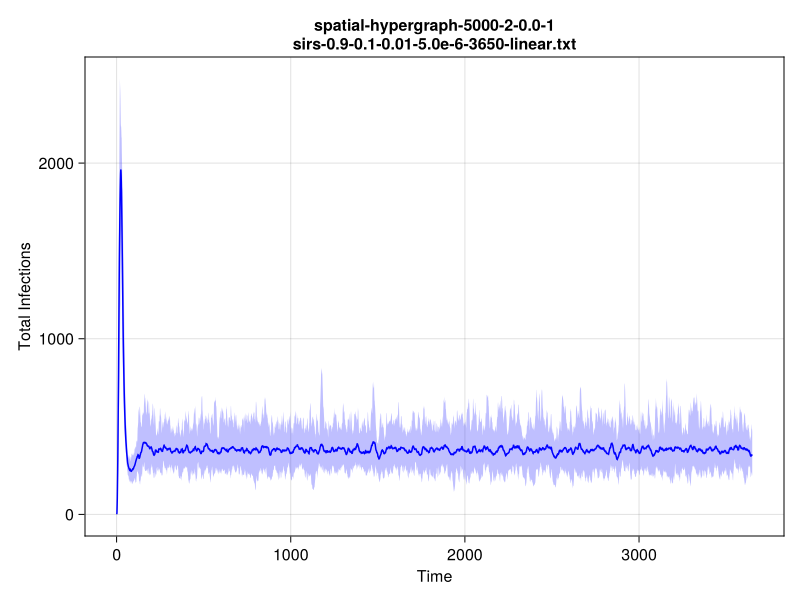 spatial-hypergraph-5000-2-0.0-1
sirs-0.9-0.1-0.01-5.0e-6-3650-linear.txt
Total Infections
2000
1000
0
0
1000
2000
3000
Time